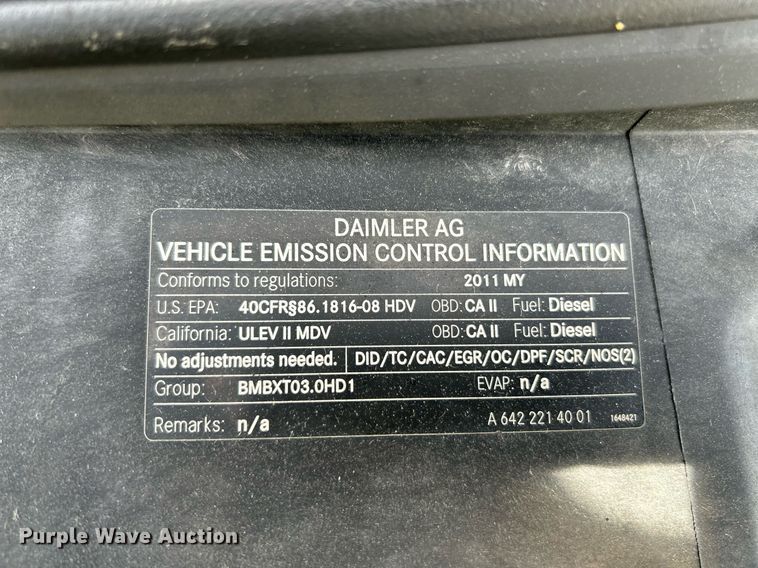 DAIMLER AG
VEHICLE EMISSION CONTROL INFORMATION
Conforms to regulations: 2011 MY
U.S. EPA: 40CFR§86.1816-08 HDV OBD: CA II Fuel: Diesel
California: ULEV II MDV OBD: CA II Fuel: Diesel
No adjustments needed. DID/TC/CAC/EGR/OC/DPF/SCR/NOS(2)
Group: BMBXT03.0HD1 EVAP: n/a
Remarks: n/a A 642 221 40 01 1648421
Purple Wave Auction